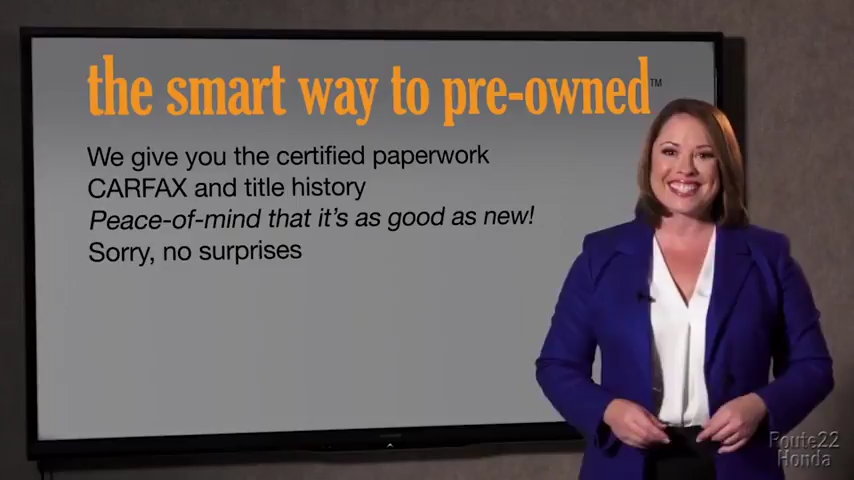 the smart way to pre-owned™
We give you the certified paperwork
CARFAX and title history
Peace-of-mind that it's as good as new!
Sorry, no surprises
Route22
Honda